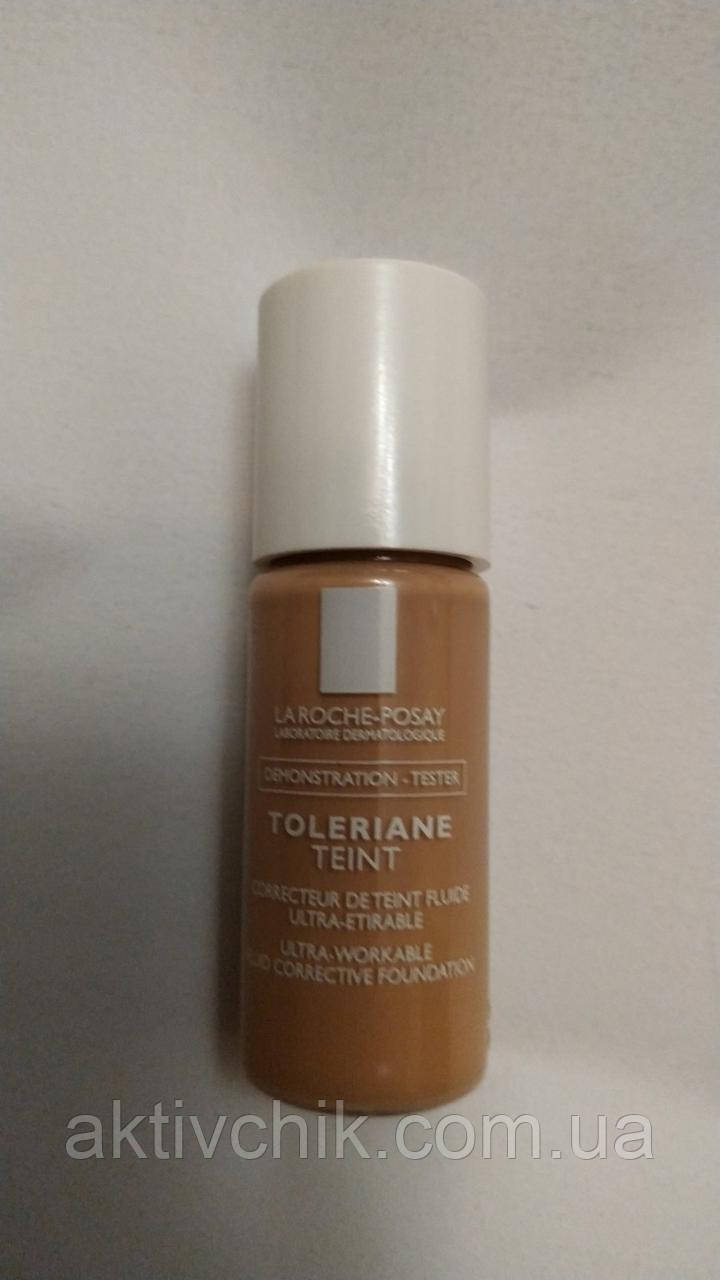 LA ROCHE-POSAY
LABORATOIRE DERMATOLOGIQUE
DEMONSTRATION - TESTER
TOLERIANE
TEINT
CORRECTEUR DE TEINT FLUIDE
ULTRA-ETIRABLE
ULTRA-WORKABLE
FLUID CORRECTIVE FOUNDATION
aktivchik.com.ua